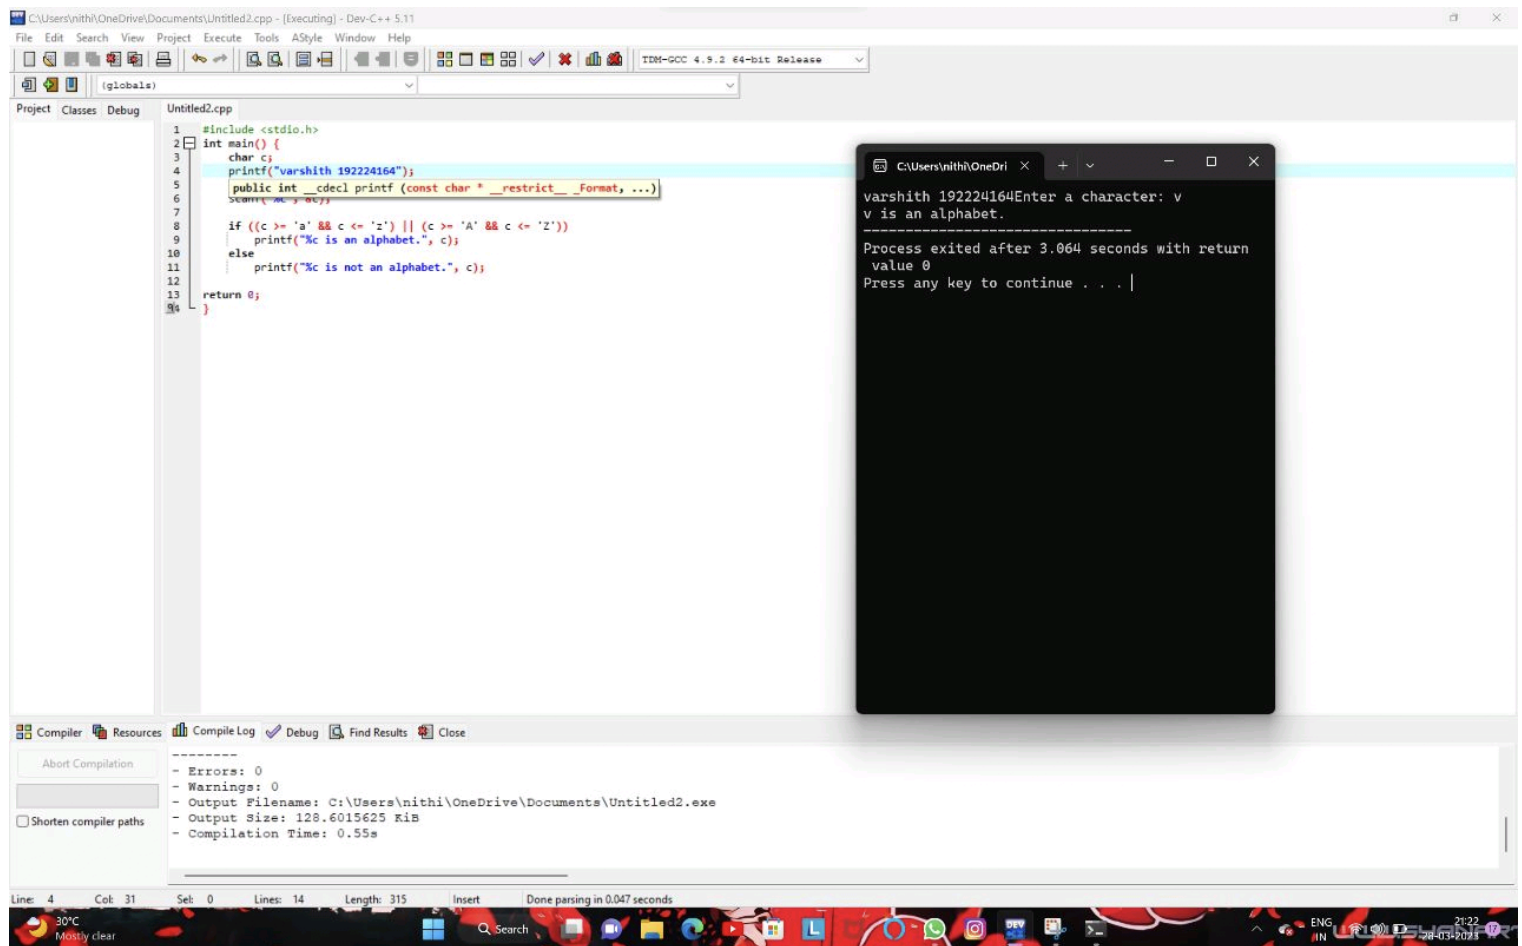 C:\Users\nithi\OneDrive\Documents\Untitled2.cpp - [Executing] - Dev-C++ 5.11
File Edit Search View Project Execute Tools AStyle Window Help
TDM-GCC 4.9.2 64-bit Release
(globals)
Project Classes Debug Untitled2.cpp
1 #include <stdio.h>
2 int main() {
3 char c;
4 printf("varshith 192224164");
5 public int __cdecl printf (const char * __restrict__ _Format, ...)
6
7
8 if ((c >= 'a' && c <= 'z') || (c >= 'A' && c <= 'Z'))
9 printf("%c is an alphabet.", c);
10 else
11 printf("%c is not an alphabet.", c);
12
13 return 0;
}
C:\Users\nithi\OneDri
varshith 192224164Enter a character: v
v is an alphabet.
--------------------------------
Process exited after 3.064 seconds with return
value 0
Press any key to continue . . .
Compiler Resources Compile Log Debug Find Results Close
Abort Compilation
Shorten compiler paths
--------
- Errors: 0
- Warnings: 0
- Output Filename: C:\Users\nithi\OneDrive\Documents\Untitled2.exe
- Output Size: 128.6015625 KiB
- Compilation Time: 0.55s
Line: 4 Col: 31 Sel: 0 Lines: 14 Length: 315 Insert Done parsing in 0.047 seconds
30°C
Mostly clear
Search
DEV
ENG
IN
21:22
28-03-2023
17